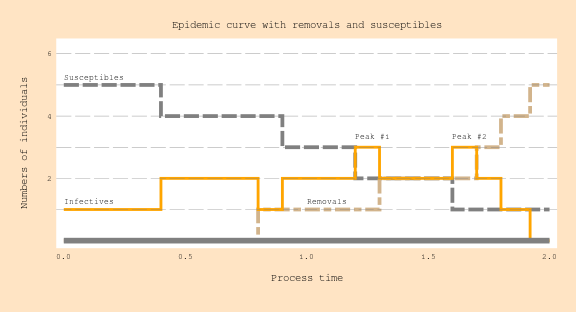 Epidemic curve with removals and susceptibles
Numbers of individuals
6
4
2
Susceptibles
Peak #1
Peak #2
Infectives
Removals
0.0
0.5
1.0
1.5
2.0
Process time